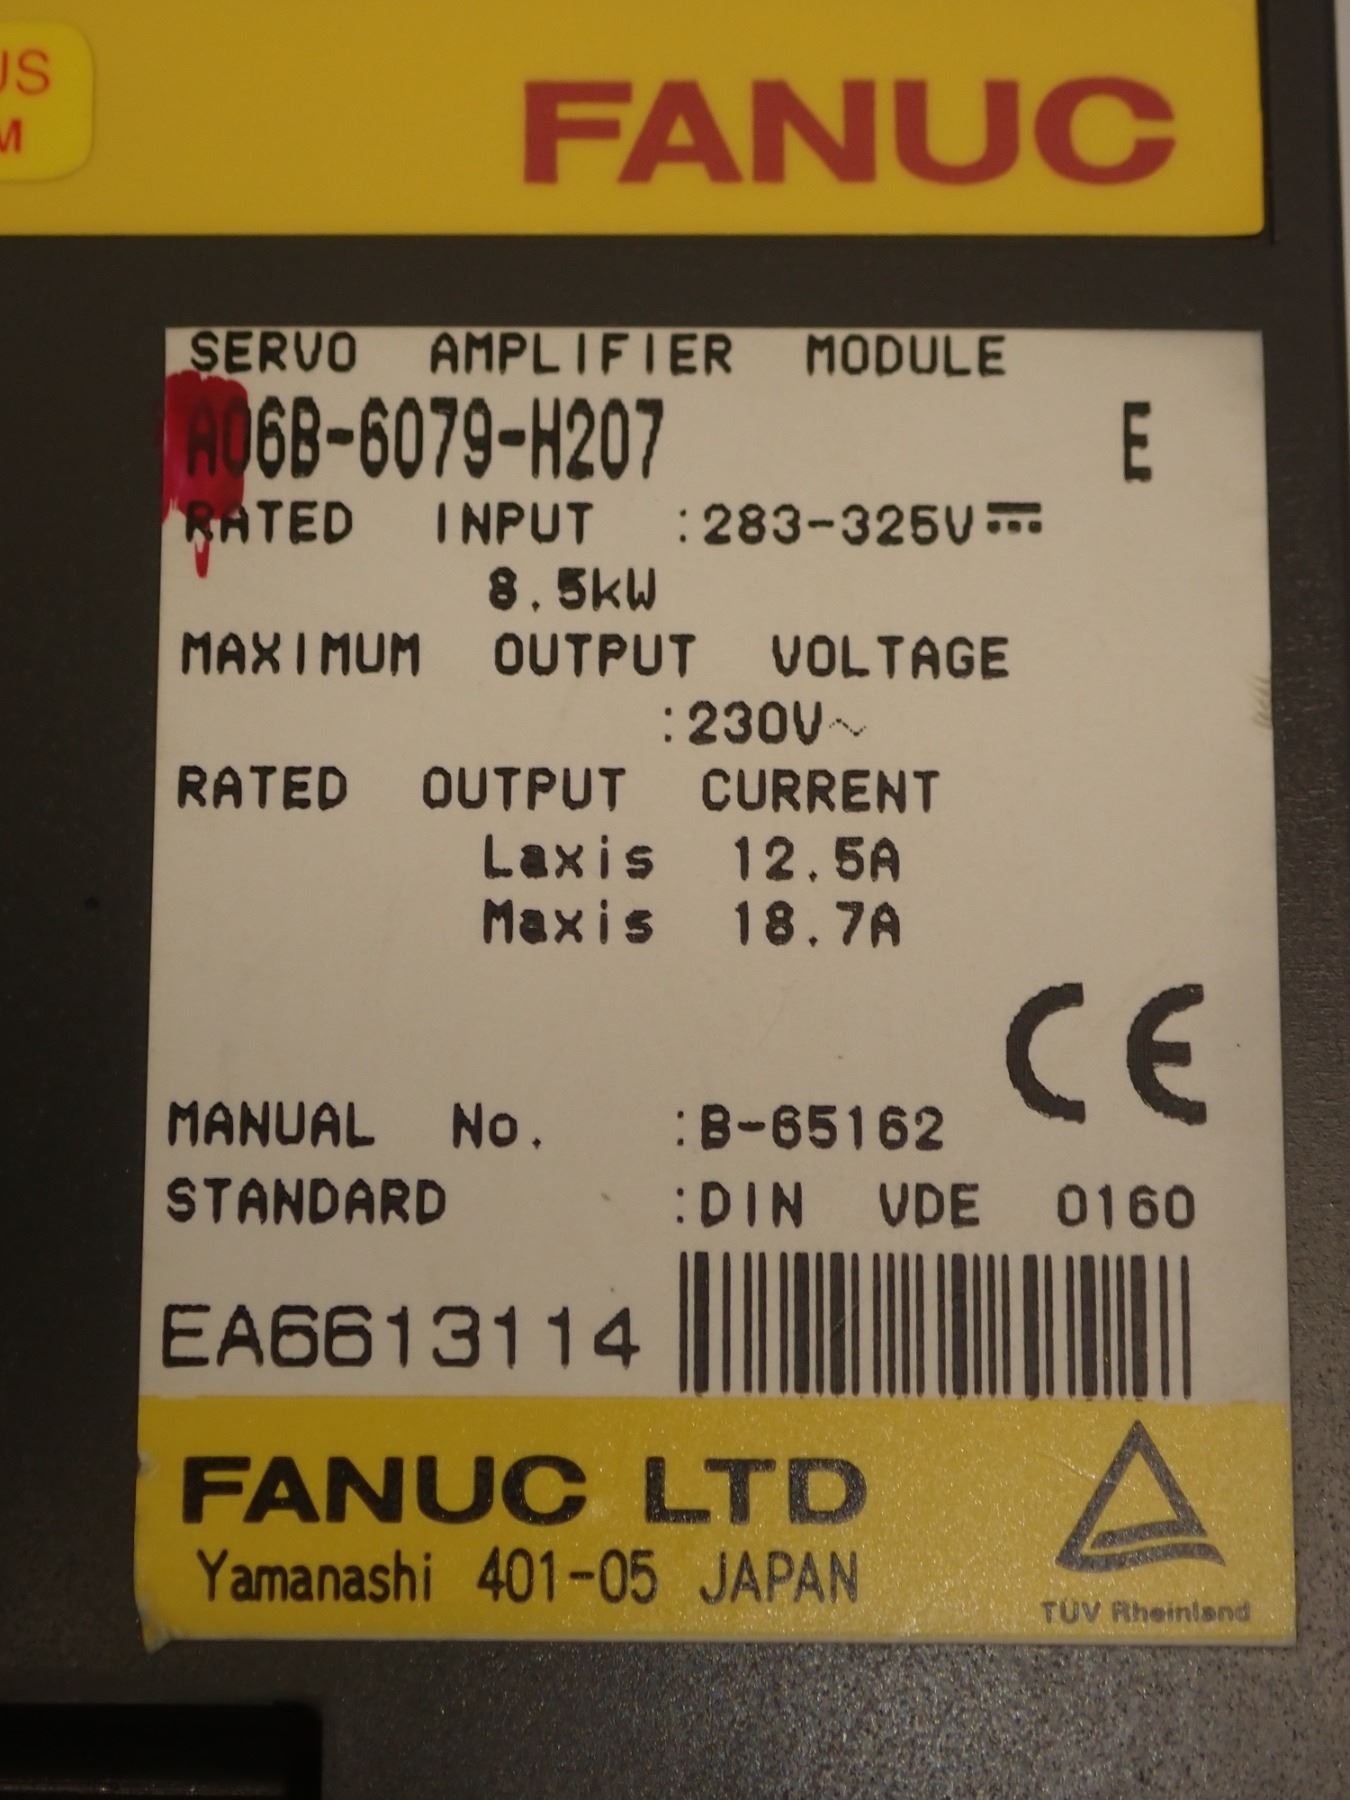 US
M
FANUC
SERVO AMPLIFIER MODULE
A06B-6079-H207 E
RATED INPUT :283-325V⎓
8.5kW
MAXIMUM OUTPUT VOLTAGE
:230V~
RATED OUTPUT CURRENT
Laxis 12.5A
Maxis 18.7A
CE
MANUAL No. :B-65162
STANDARD :DIN VDE 0160
EA6613114
FANUC LTD
Yamanashi 401-05 JAPAN
TÜV Rheinland